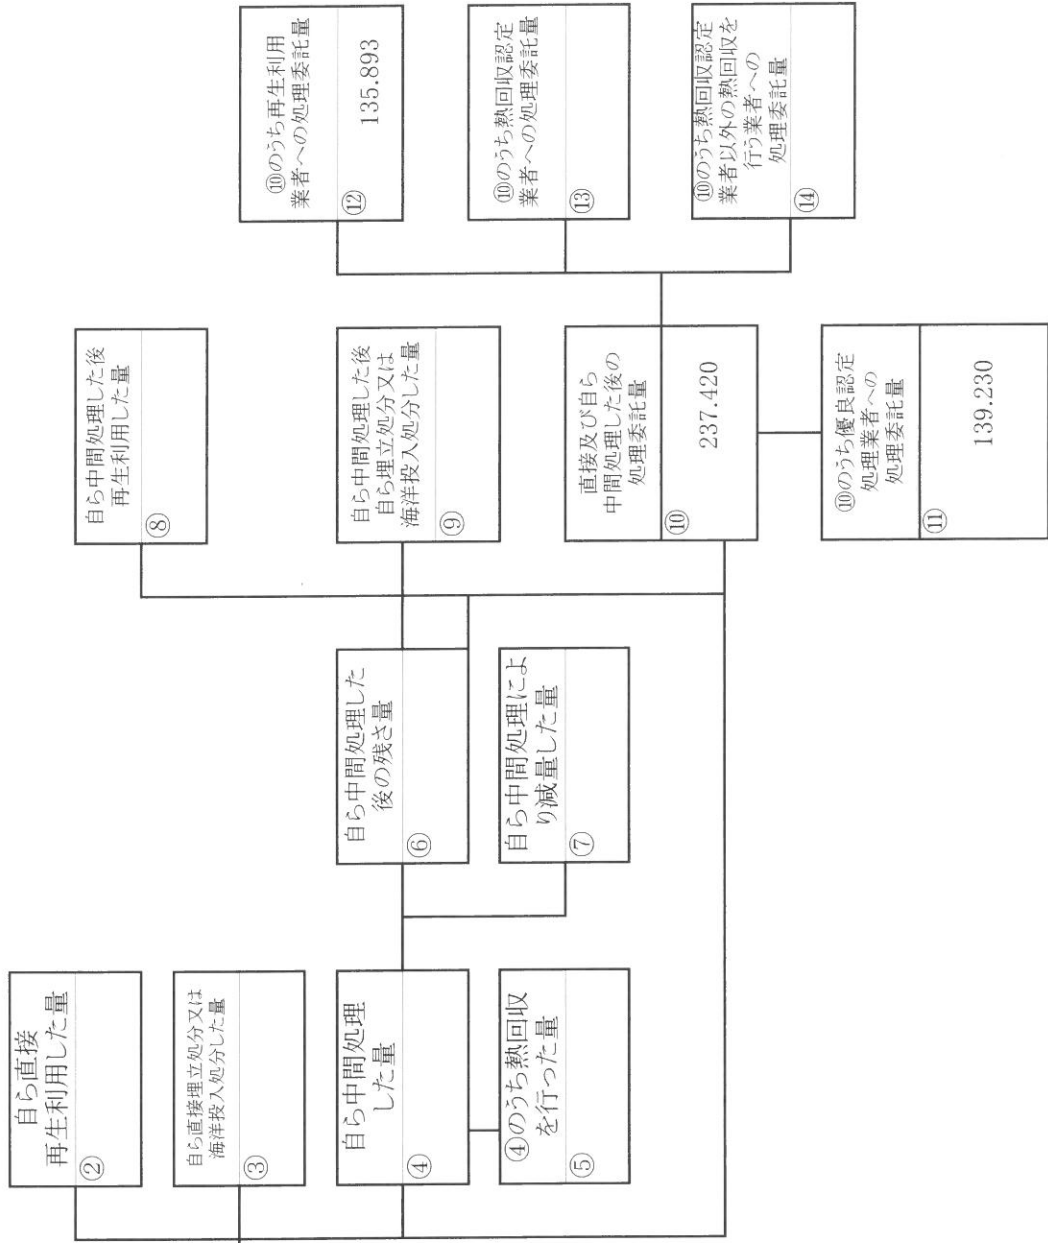 自ら直接
再生利用した量
②
自ら直接埋立処分又は
海洋投入処分した量
③
自ら中間処理
した量
④
④のうち熱回収
を行った量
⑤
自ら中間処理した
後の残さ量
⑥
自ら中間処理によ
り減量した量
⑦
自ら中間処理した後
再生利用した量
⑧
自ら中間処理した後
自ら埋立処分又は
海洋投入処分した量
⑨
直接及び自ら
中間処理した後の
処理委託量
⑩
237.420
⑩のうち優良認定
処理業者への
処理委託量
⑪
139.230
⑩のうち再生利用
業者への処理委託量
⑫
135.893
⑩のうち熱回収認定
業者への処理委託量
⑬
⑩のうち熱回収認定
業者以外の熱回収を
行う業者への
処理委託量
⑭